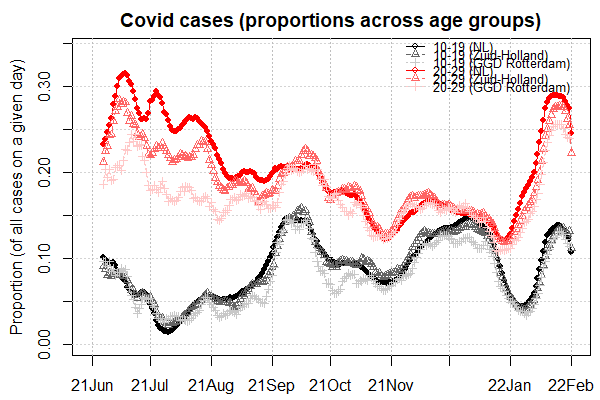 Covid cases (proportions across age groups)
10-19 (NL)
10-19 (Zuid-Holland)
10-19 (GGD Rotterdam)
20-29 (NL)
20-29 (Zuid-Holland)
20-29 (GGD Rotterdam)
Proportion (of all cases on a given day)
0.30
0.20
0.10
0.00
21Jun 21Jul 21Aug 21Sep 21Oct 21Nov 22Jan 22Feb